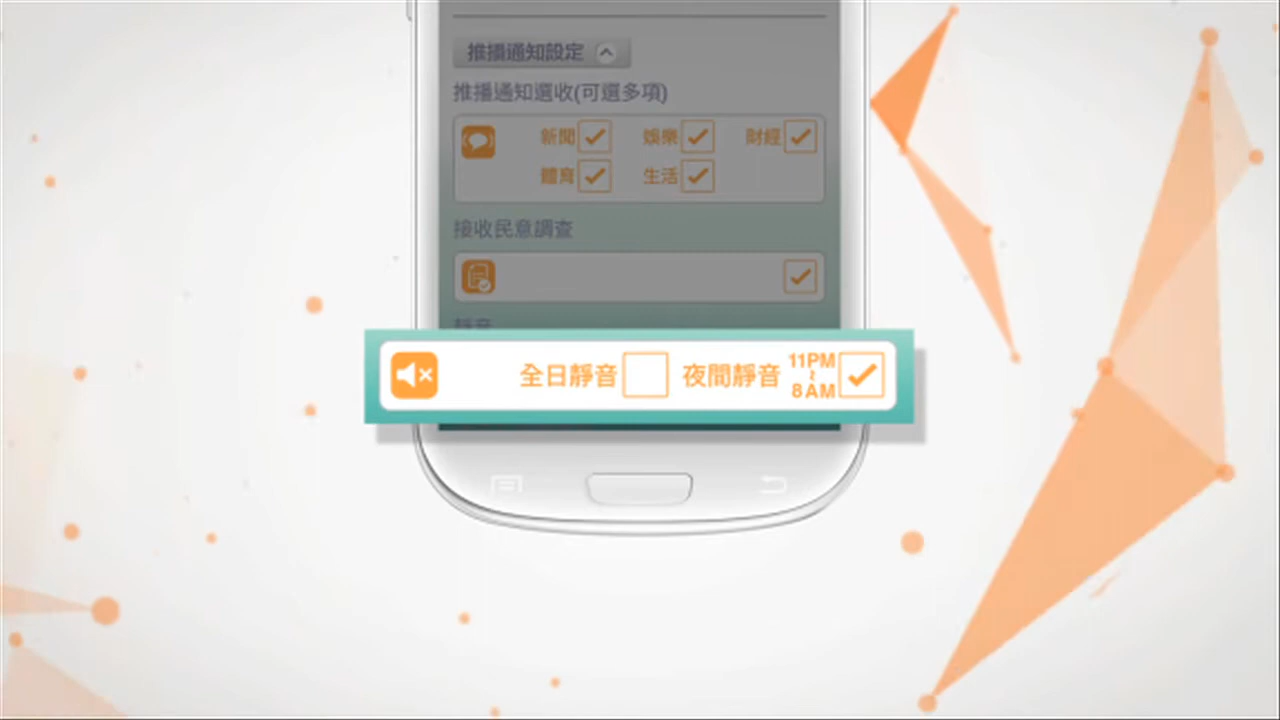 推播通知設定
推播通知選收(可選多項)
新聞 娛樂 財經
體育 生活
接收民意調查
靜音
全日靜音 夜間靜音 11PM
~
8AM